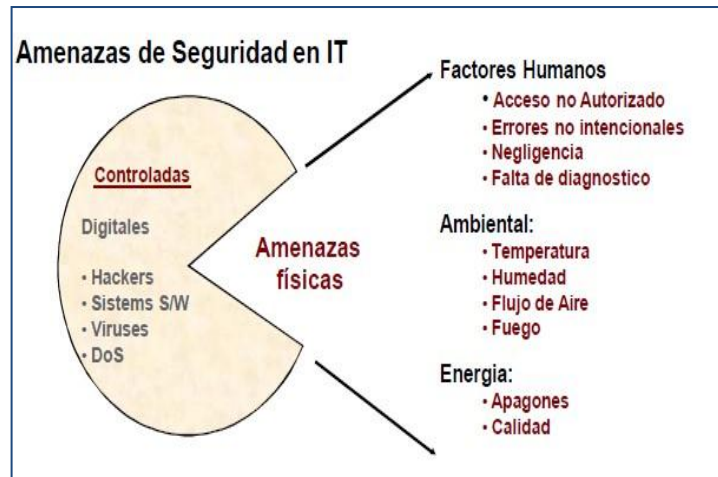 Amenazas de Seguridad en IT
Controladas
Digitales
• Hackers
• Sistems S/W
• Viruses
• DoS
Amenazas
físicas
Factores Humanos
• Acceso no Autorizado
• Errores no intencionales
• Negligencia
• Falta de diagnostico
Ambiental:
• Temperatura
• Humedad
• Flujo de Aire
• Fuego
Energia:
• Apagones
• Calidad